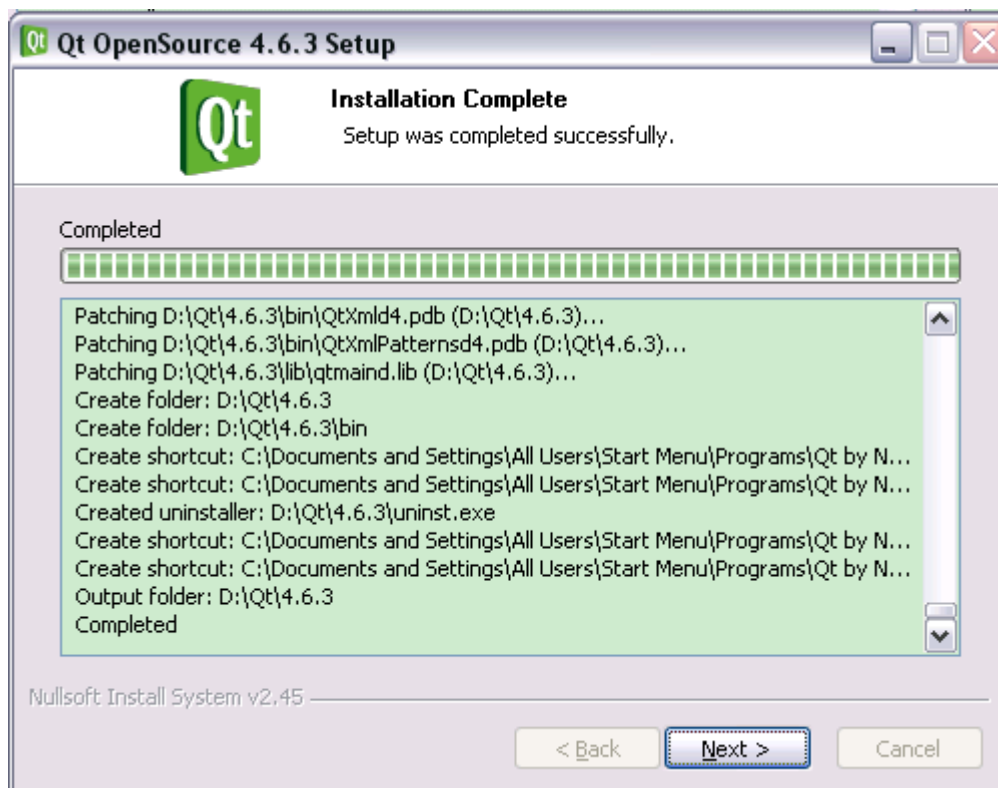 Qt Qt OpenSource 4.6.3 Setup
Qt
Installation Complete
Setup was completed successfully.
Completed
Patching D:\Qt\4.6.3\bin\QtXmld4.pdb (D:\Qt\4.6.3)...
Patching D:\Qt\4.6.3\bin\QtXmlPatternsd4.pdb (D:\Qt\4.6.3)...
Patching D:\Qt\4.6.3\lib\qtmaind.lib (D:\Qt\4.6.3)...
Create folder: D:\Qt\4.6.3
Create folder: D:\Qt\4.6.3\bin
Create shortcut: C:\Documents and Settings\All Users\Start Menu\Programs\Qt by N...
Create shortcut: C:\Documents and Settings\All Users\Start Menu\Programs\Qt by N...
Created uninstaller: D:\Qt\4.6.3\uninst.exe
Create shortcut: C:\Documents and Settings\All Users\Start Menu\Programs\Qt by N...
Create shortcut: C:\Documents and Settings\All Users\Start Menu\Programs\Qt by N...
Output folder: D:\Qt\4.6.3
Completed
Nullsoft Install System v2.45
< Back Next > Cancel